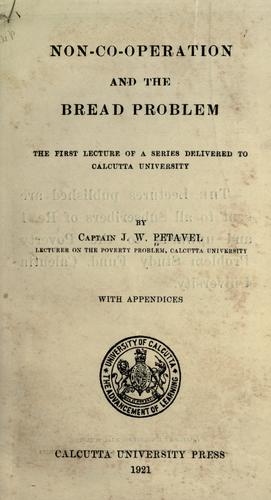 NON-CO-OPERATION
AND THE
BREAD PROBLEM
THE FIRST LECTURE OF A SERIES DELIVERED TO
CALCUTTA UNIVERSITY
BY
CAPTAIN J. W. PETAVEL
LECTURER ON THE POVERTY PROBLEM, CALCUTTA UNIVERSITY
WITH APPENDICES
UNIVERSITY OF CALCUTTA
THE ADVANCEMENT OF LEARNING
CALCUTTA UNIVERSITY PRESS
1921